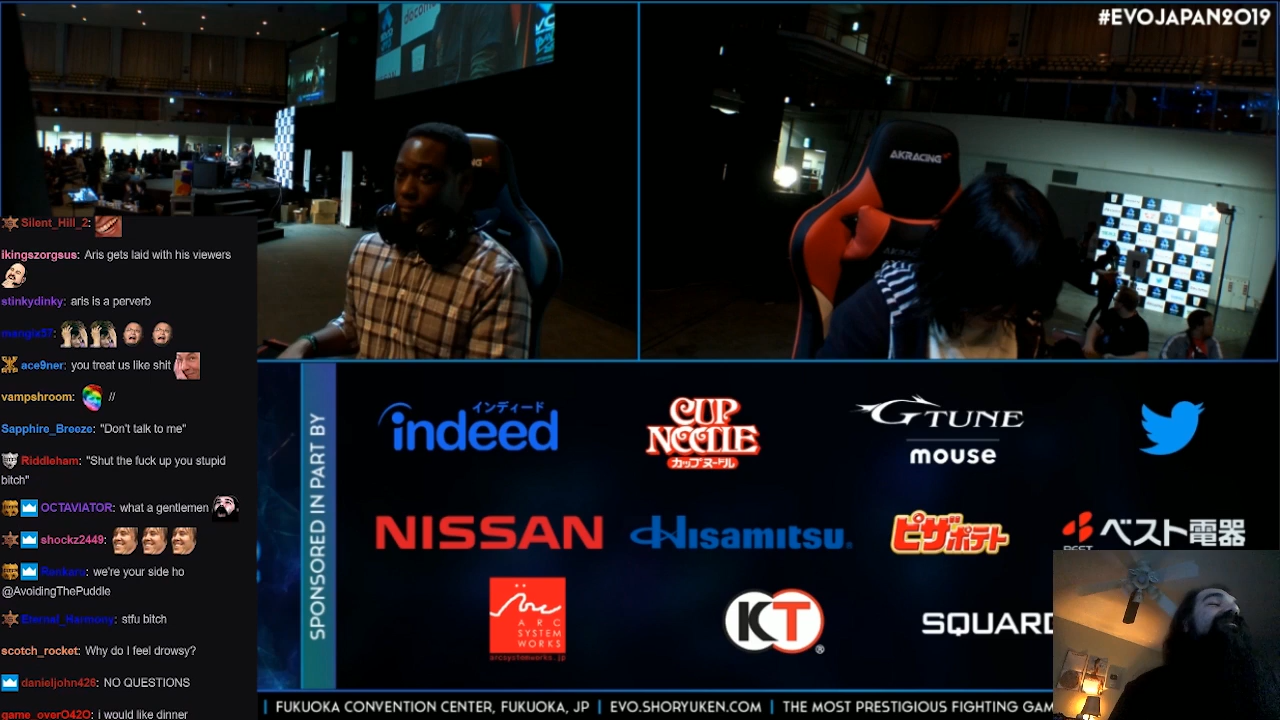 #EVOJAPAN2019
docomo
AKRACING
Silent_Hill_2:
ikingszorgsus: Aris gets laid with his viewers
stinkydinky: aris is a perverb
mangix57:
ace9ner: you treat us like shit
vampshroom: //
Sapphire_Breeze: "Don't talk to me"
Riddleham: "Shut the fuck up you stupid
bitch"
OCTAVIATOR: what a gentlemen
shockz2449:
Renkaru: we're your side ho
@AvoidingThePuddle
Eternal_Harmony: stfu bitch
scotch_rocket: Why do I feel drowsy?
danieljohn426: NO QUESTIONS
game_over0420: i would like dinner
SPONSORED IN PART BY
インディード
indeed
CUP
NOODLE
カップヌードル
G TUNE
mouse
NISSAN
Hisamitsu®
ピザポテト
BEST
ベスト電器
ARC
SYSTEM
WORKS
arcsystemworks.jp
KT®
SQUARE
| FUKUOKA CONVENTION CENTER, FUKUOKA, JP | EVO.SHORYUKEN.COM | THE MOST PRESTIGIOUS FIGHTING GAM